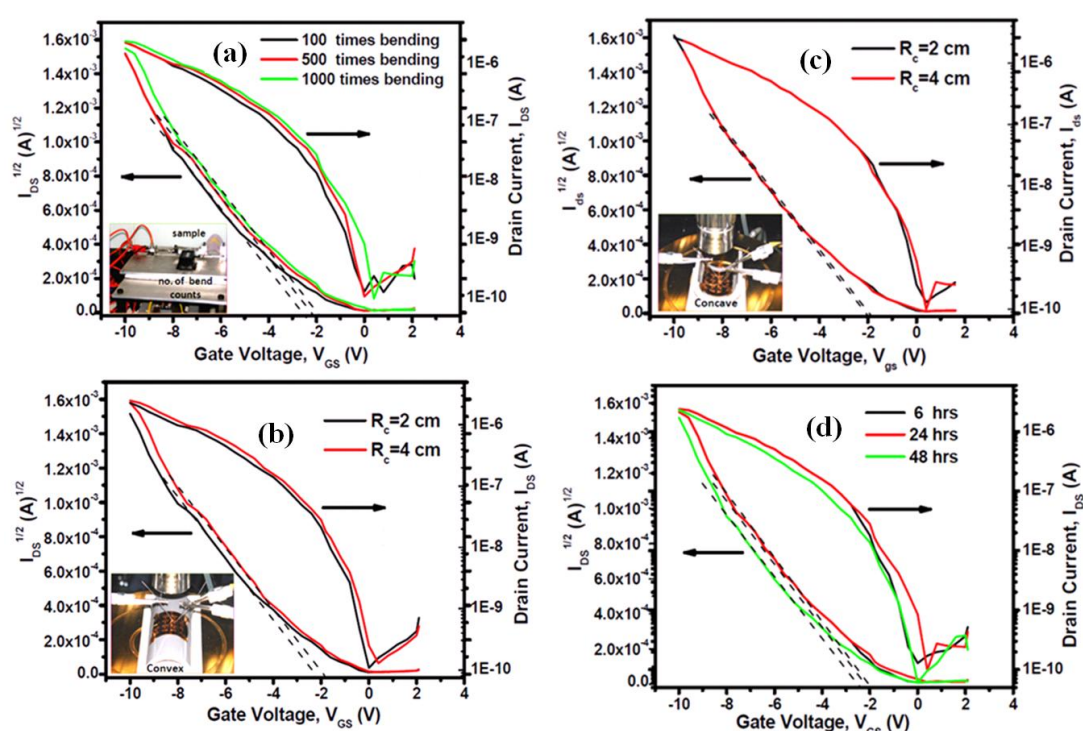 (a)
100 times bending
500 times bending
1000 times bending
1.6x10⁻³
1.4x10⁻³
1.2x10⁻³
1.0x10⁻³
8.0x10⁻⁴
6.0x10⁻⁴
4.0x10⁻⁴
2.0x10⁻⁴
0.0
I_DS^1/2 (A)^1/2
1E-6
1E-7
1E-8
1E-9
1E-10
Drain Current, I_DS (A)
sample
no. of bend
counts
-10 -8 -6 -4 -2 0 2 4
Gate Voltage, V_GS (V)
(c)
R_c=2 cm
R_c=4 cm
1.6x10⁻³
1.4x10⁻³
1.2x10⁻³
1.0x10⁻³
8.0x10⁻⁴
6.0x10⁻⁴
4.0x10⁻⁴
2.0x10⁻⁴
0.0
I_ds^1/2 (A)^1/2
1E-6
1E-7
1E-8
1E-9
1E-10
Drain Current, I_ds (A)
Concave
-10 -8 -6 -4 -2 0 2 4
Gate Voltage, V_gs (V)
(b)
R_c=2 cm
R_c=4 cm
1.6x10⁻³
1.4x10⁻³
1.2x10⁻³
1.0x10⁻³
8.0x10⁻⁴
6.0x10⁻⁴
4.0x10⁻⁴
2.0x10⁻⁴
0.0
I_DS^1/2 (A)^1/2
1E-6
1E-7
1E-8
1E-9
1E-10
Drain Current, I_DS (A)
Convex
-10 -8 -6 -4 -2 0 2 4
Gate Voltage, V_GS (V)
(d)
6 hrs
24 hrs
48 hrs
1.6x10⁻³
1.4x10⁻³
1.2x10⁻³
1.0x10⁻³
8.0x10⁻⁴
6.0x10⁻⁴
4.0x10⁻⁴
2.0x10⁻⁴
0.0
I_DS^1/2 (A)^1/2
1E-6
1E-7
1E-8
1E-9
1E-10
Drain Current, I_DS (A)
-10 -8 -6 -4 -2 0 2 4
Gate Voltage, V_GS (V)